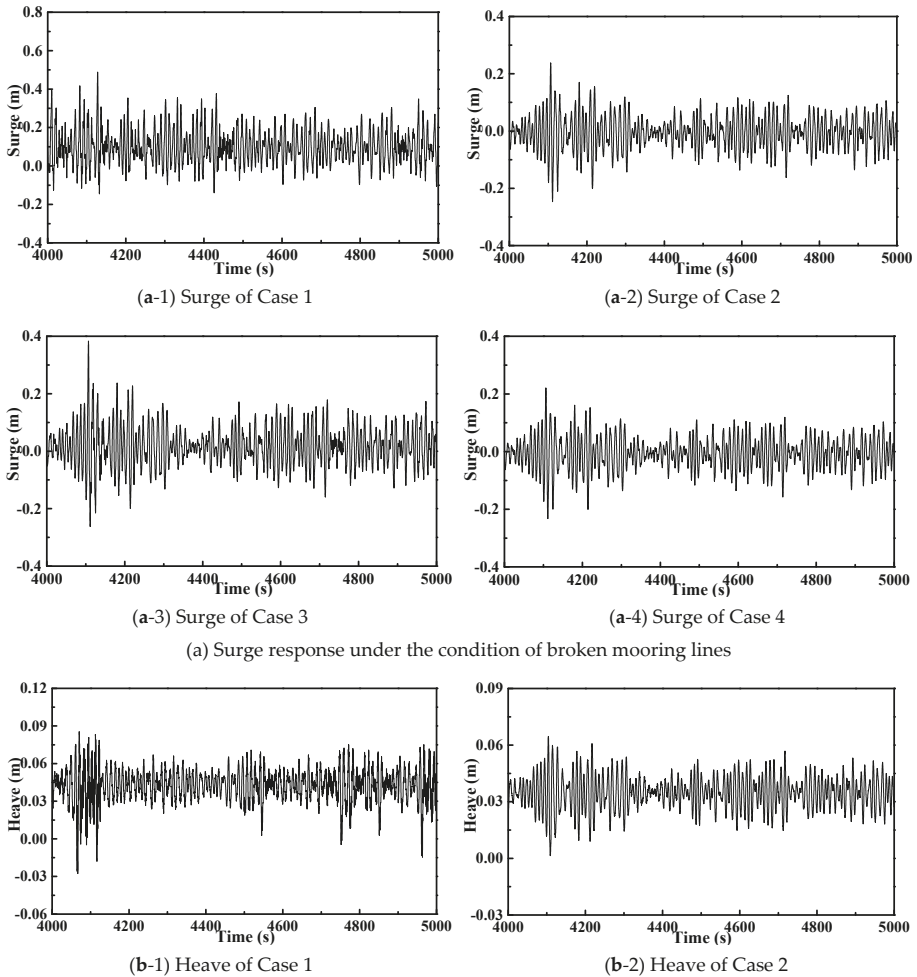 0.8
0.6
0.4
0.2
0.0
-0.2
-0.4
Surge (m)
4000 4200 4400 4600 4800 5000
Time (s)
(a-1) Surge of Case 1
0.4
0.2
0.0
-0.2
-0.4
Surge (m)
4000 4200 4400 4600 4800 5000
Time (s)
(a-2) Surge of Case 2
0.4
0.2
0.0
-0.2
-0.4
Surge (m)
4000 4200 4400 4600 4800 5000
Time (s)
(a-3) Surge of Case 3
0.4
0.2
0.0
-0.2
-0.4
Surge (m)
4000 4200 4400 4600 4800 5000
Time (s)
(a-4) Surge of Case 4
(a) Surge response under the condition of broken mooring lines
0.12
0.09
0.06
0.03
0.00
-0.03
-0.06
Heave (m)
4000 4200 4400 4600 4800 5000
Time (s)
(b-1) Heave of Case 1
0.09
0.06
0.03
0.00
-0.03
Heave (m)
4000 4200 4400 4600 4800 5000
Time (s)
(b-2) Heave of Case 2